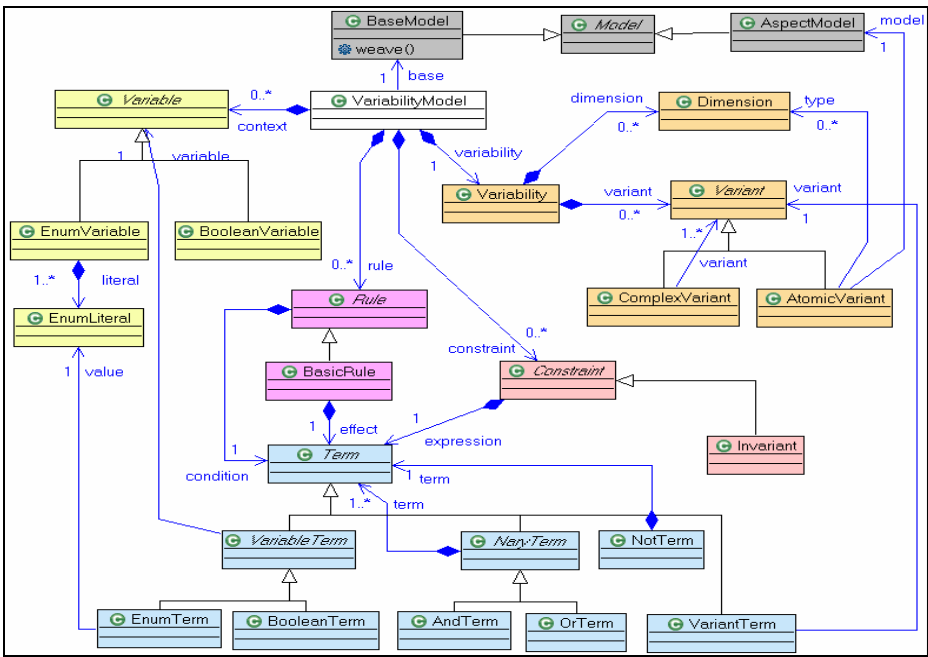 BaseModel
weave()
Model
AspectModel
model
1
1 base
Variable
0..*
context
VariabilityModel
dimension
0..*
Dimension
type
0..*
1 variable
variability
1
Variability
variant
0..*
Variant
variant
1
EnumVariable
BooleanVariable
1..*
variant
1..* literal
0..* rule
ComplexVariant
AtomicVariant
EnumLiteral
Rule
0..*
constraint
1 value
BasicRule
Constraint
1 effect
1
expression
Invariant
1
condition
Term
1 term
1..* term
VariableTerm
NaryTerm
NotTerm
EnumTerm
BooleanTerm
AndTerm
OrTerm
VariantTerm